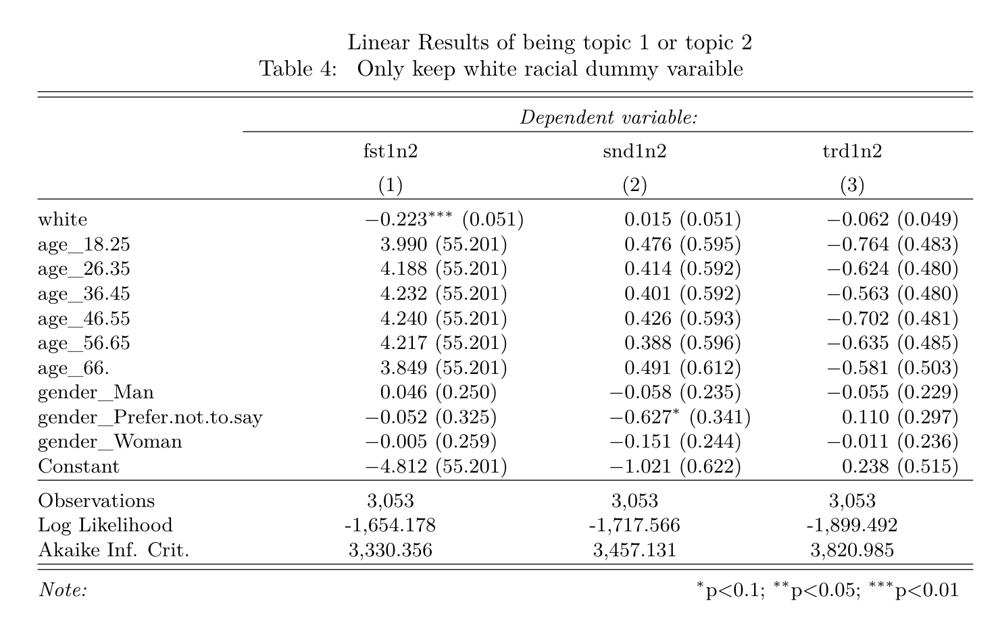 Linear Results of being topic 1 or topic 2
Table 4: Only keep white racial dummy varaible
Dependent variable:
fst1n2 snd1n2 trd1n2
(1) (2) (3)
white −0.223*** (0.051) 0.015 (0.051) −0.062 (0.049)
age_18.25 3.990 (55.201) 0.476 (0.595) −0.764 (0.483)
age_26.35 4.188 (55.201) 0.414 (0.592) −0.624 (0.480)
age_36.45 4.232 (55.201) 0.401 (0.592) −0.563 (0.480)
age_46.55 4.240 (55.201) 0.426 (0.593) −0.702 (0.481)
age_56.65 4.217 (55.201) 0.388 (0.596) −0.635 (0.485)
age_66. 3.849 (55.201) 0.491 (0.612) −0.581 (0.503)
gender_Man 0.046 (0.250) −0.058 (0.235) −0.055 (0.229)
gender_Prefer.not.to.say −0.052 (0.325) −0.627* (0.341) 0.110 (0.297)
gender_Woman −0.005 (0.259) −0.151 (0.244) −0.011 (0.236)
Constant −4.812 (55.201) −1.021 (0.622) 0.238 (0.515)
Observations 3,053 3,053 3,053
Log Likelihood -1,654.178 -1,717.566 -1,899.492
Akaike Inf. Crit. 3,330.356 3,457.131 3,820.985
Note: *p<0.1; **p<0.05; ***p<0.01